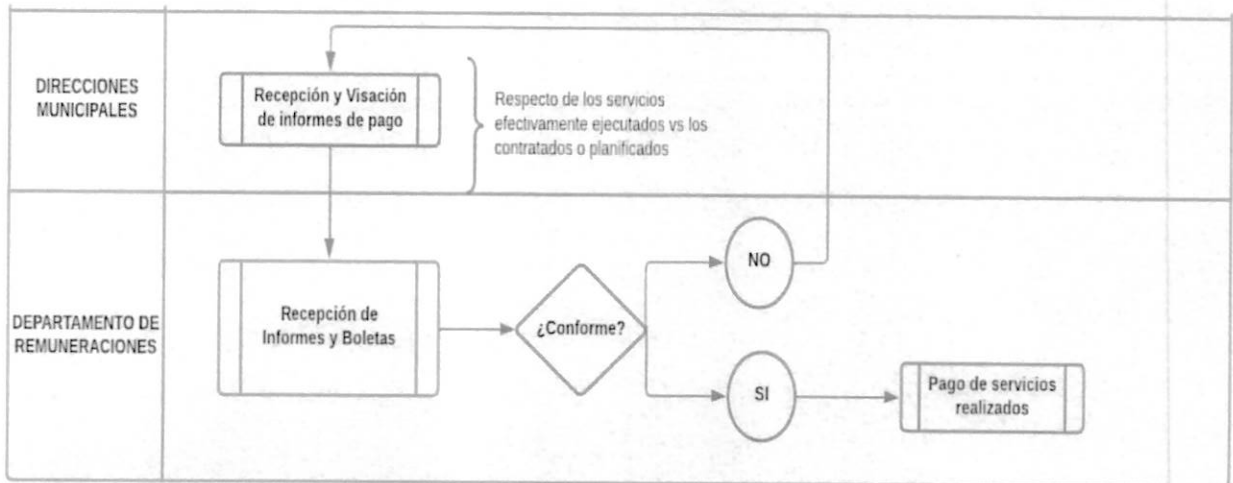 DIRECCIONES
MUNICIPALES
Recepción y Visación
de informes de pago
Respecto de los servicios
efectivamente ejecutados vs los
contratados o planificados
DEPARTAMENTO DE
REMUNERACIONES
Recepción de
Informes y Boletas
¿Conforme?
NO
SI
Pago de servicios
realizados